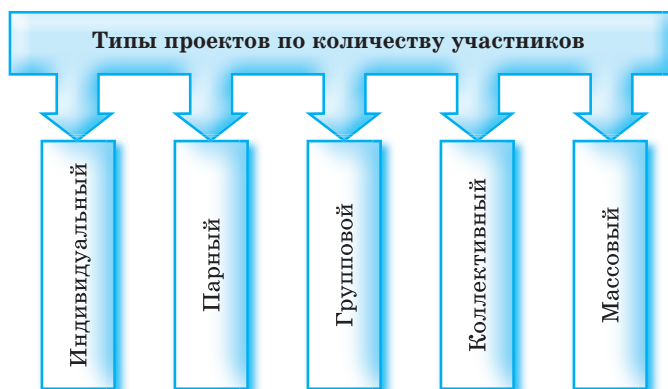 Типы проектов по количеству участников
Индивидуальный
Парный
Групповой
Коллективный
Массовый